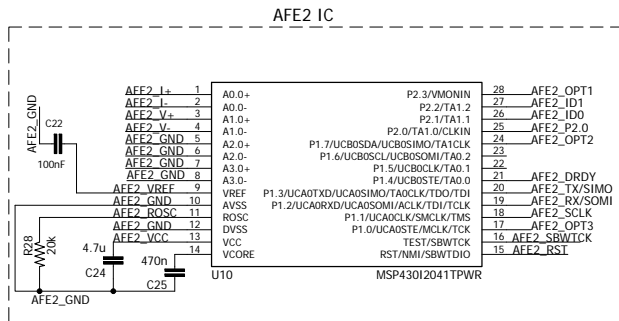 AFE2 IC
AFE2_GND
C22
100nF
AFE2_I+ 1 A0.0+
AFE2_I- 2 A0.0-
AFE2_V+ 3 A1.0+
AFE2_V- 4 A1.0-
AFE2_GND 5 A2.0+
AFE2_GND 6 A2.0-
AFE2_GND 7 A3.0+
AFE2_GND 8 A3.0-
AFE2_VREF 9 VREF
AFE2_GND 10 AVSS
AFE2_ROSC 11 ROSC
AFE2_GND 12 DVSS
AFE2_VCC 13 VCC
14 VCORE
P2.3/VMONIN 28 AFE2_OPT1
P2.2/TA1.2 27 AFE2_ID1
P2.1/TA1.1 26 AFE2_ID0
P2.0/TA1.0/CLKIN 25 AFE2_P2.0
P1.7/UCB0SDA/UCB0SIMO/TA1CLK 24 AFE2_OPT2
P1.6/UCB0SCL/UCB0SOMI/TA0.2 23
P1.5/UCB0CLK/TA0.1 22
P1.4/UCB0STE/TA0.0 21 AFE2_DRDY
P1.3/UCA0TXD/UCA0SIMO/TA0CLK/TDO/TDI 20 AFE2_TX/SIMO
P1.2/UCA0RXD/UCA0SOMI/ACLK/TDI/TCLK 19 AFE2_RX/SOMI
P1.1/UCA0CLK/SMCLK/TMS 18 AFE2_SCLK
P1.0/UCA0STE/MCLK/TCK 17 AFE2_OPT3
TEST/SBWTCK 16 AFE2_SBWTCK
RST/NMI/SBWTDIO 15 AFE2_RST
R28
20k
4.7u
C24
470n
C25
AFE2_GND
U10
MSP430I2041TPWR